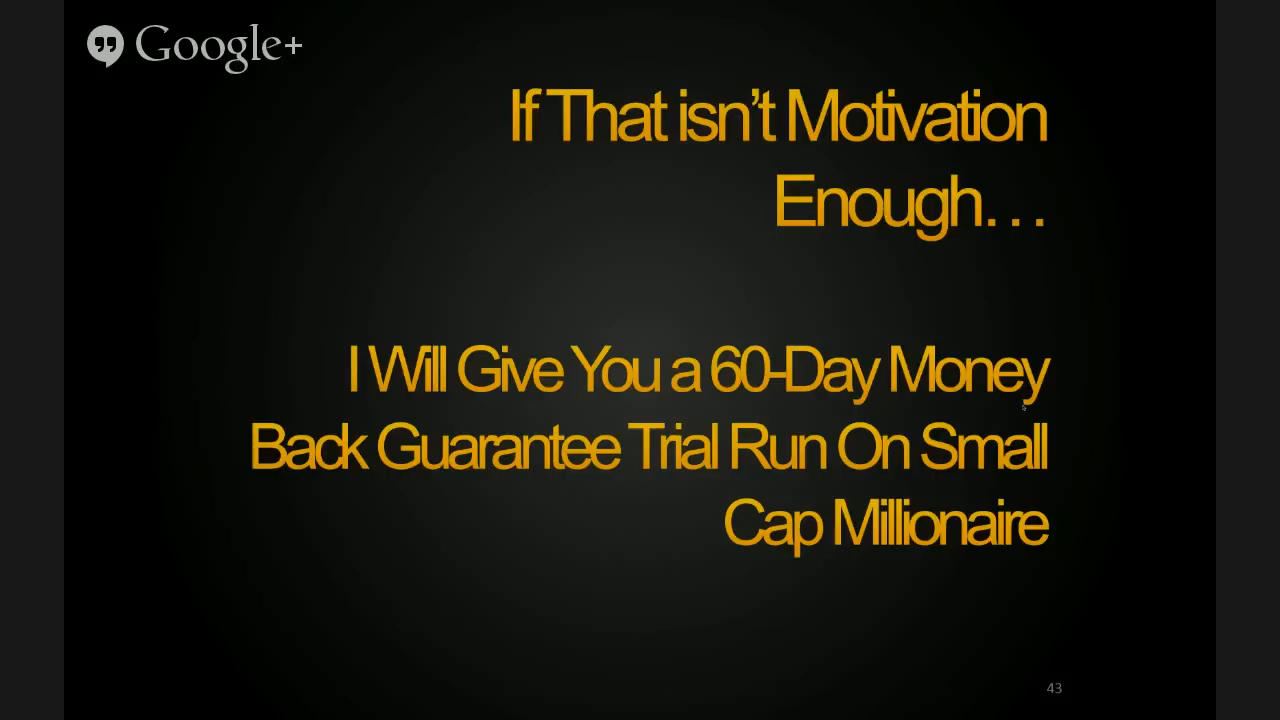 Google+
If That isn’t Motivation
Enough…
I Will Give You a 60-Day Money
Back Guarantee Trial Run On Small
Cap Millionaire
43